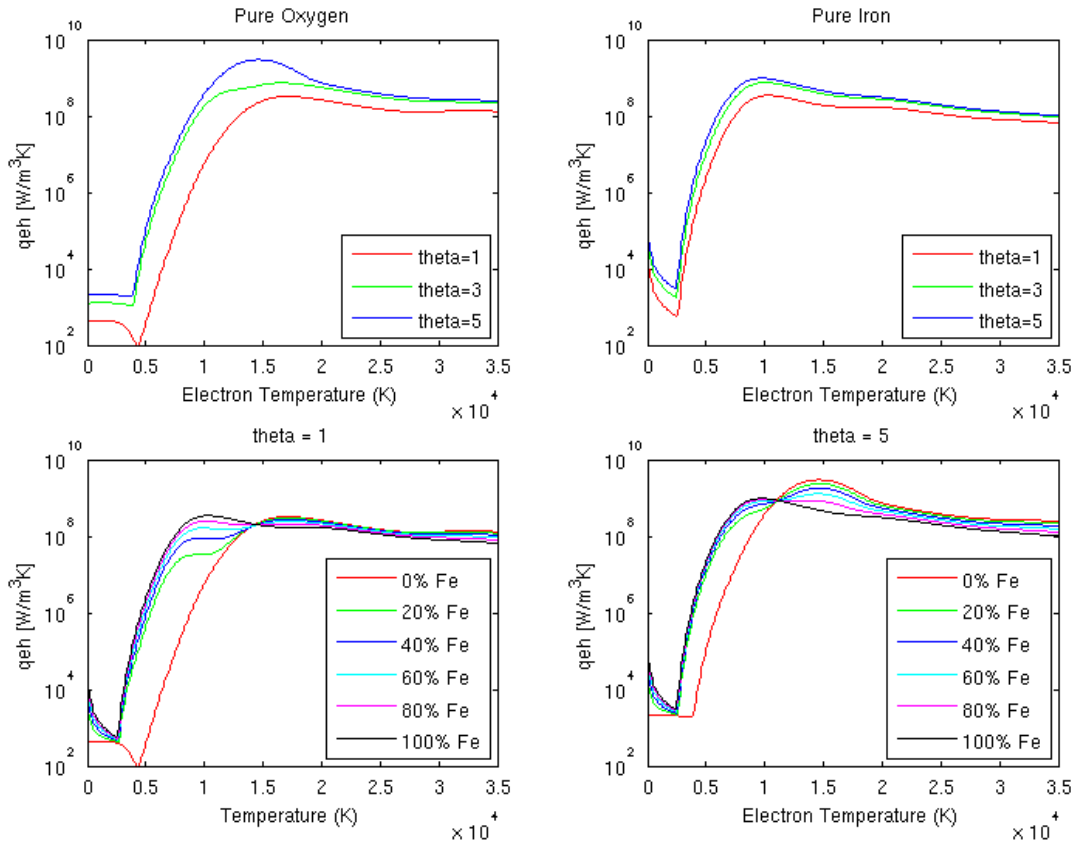 Pure Oxygen
10^10
10^8
10^6
10^4
10^2
qeh [W/m³K]
theta=1
theta=3
theta=5
0 0.5 1 1.5 2 2.5 3 3.5
Electron Temperature (K)
× 10^4
Pure Iron
10^10
10^8
10^6
10^4
10^2
qeh [W/m³K]
theta=1
theta=3
theta=5
0 0.5 1 1.5 2 2.5 3 3.5
Electron Temperature (K)
× 10^4
theta = 1
10^10
10^8
10^6
10^4
10^2
qeh [W/m³K]
0% Fe
20% Fe
40% Fe
60% Fe
80% Fe
100% Fe
0 0.5 1 1.5 2 2.5 3 3.5
Temperature (K)
× 10^4
theta = 5
10^10
10^8
10^6
10^4
10^2
qeh [W/m³K]
0% Fe
20% Fe
40% Fe
60% Fe
80% Fe
100% Fe
0 0.5 1 1.5 2 2.5 3 3.5
Electron Temperature (K)
× 10^4